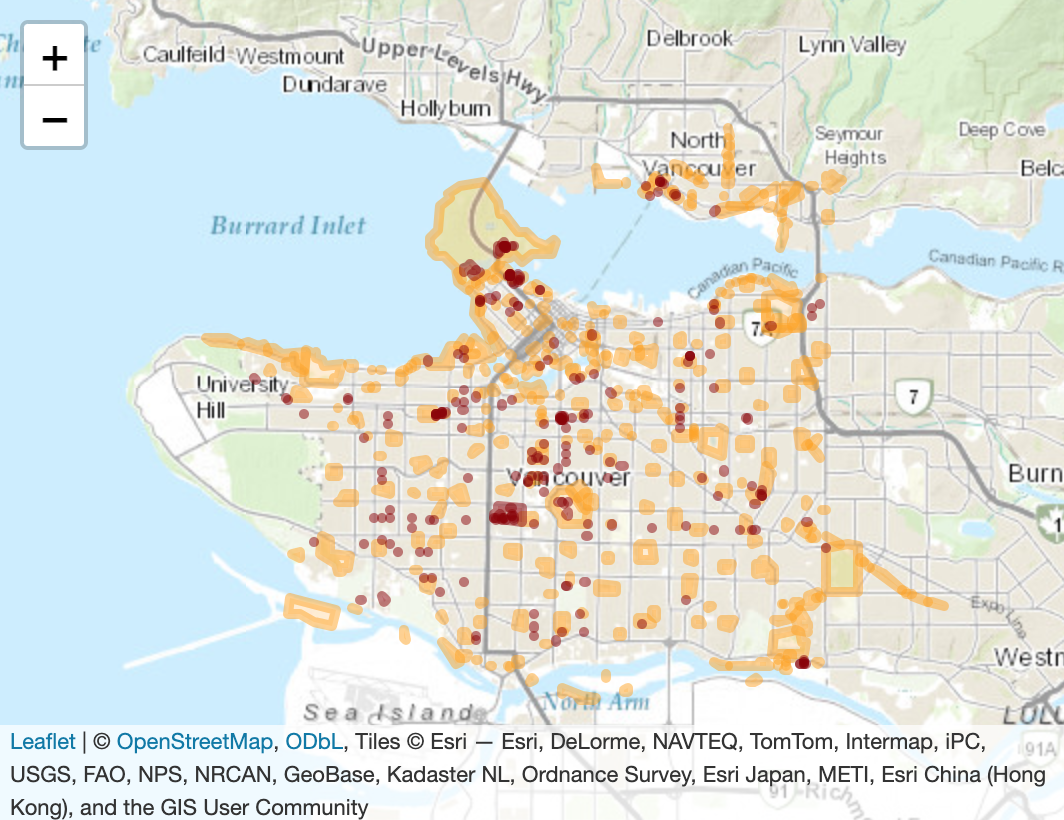 +
−
Caulfeild
Westmount
Dundarave
Upper-Levels Hwy
Hollyburn
Delbrook
Lynn Valley
North
Vancouver
Seymour
Heights
Deep Cove
Burrard Inlet
Canadian Pacific
Canadian Pacific R
7A
7
University
Hill
Vancouver
Burn
1
Expo Line
Westm
North Arm
Sea Island
LULU
Leaflet | © OpenStreetMap, ODbL, Tiles © Esri — Esri, DeLorme, NAVTEQ, TomTom, Intermap, iPC,
USGS, FAO, NPS, NRCAN, GeoBase, Kadaster NL, Ordnance Survey, Esri Japan, METI, Esri China (Hong
Kong), and the GIS User Community
91A
91
Richm